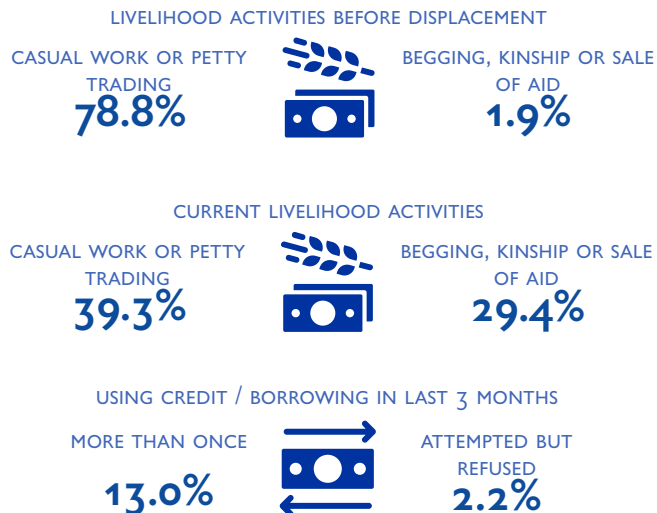 LIVELIHOOD ACTIVITIES BEFORE DISPLACEMENT
CASUAL WORK OR PETTY
TRADING
78.8%
BEGGING, KINSHIP OR SALE
OF AID
1.9%
CURRENT LIVELIHOOD ACTIVITIES
CASUAL WORK OR PETTY
TRADING
39.3%
BEGGING, KINSHIP OR SALE
OF AID
29.4%
USING CREDIT / BORROWING IN LAST 3 MONTHS
MORE THAN ONCE
13.0%
ATTEMPTED BUT
REFUSED
2.2%